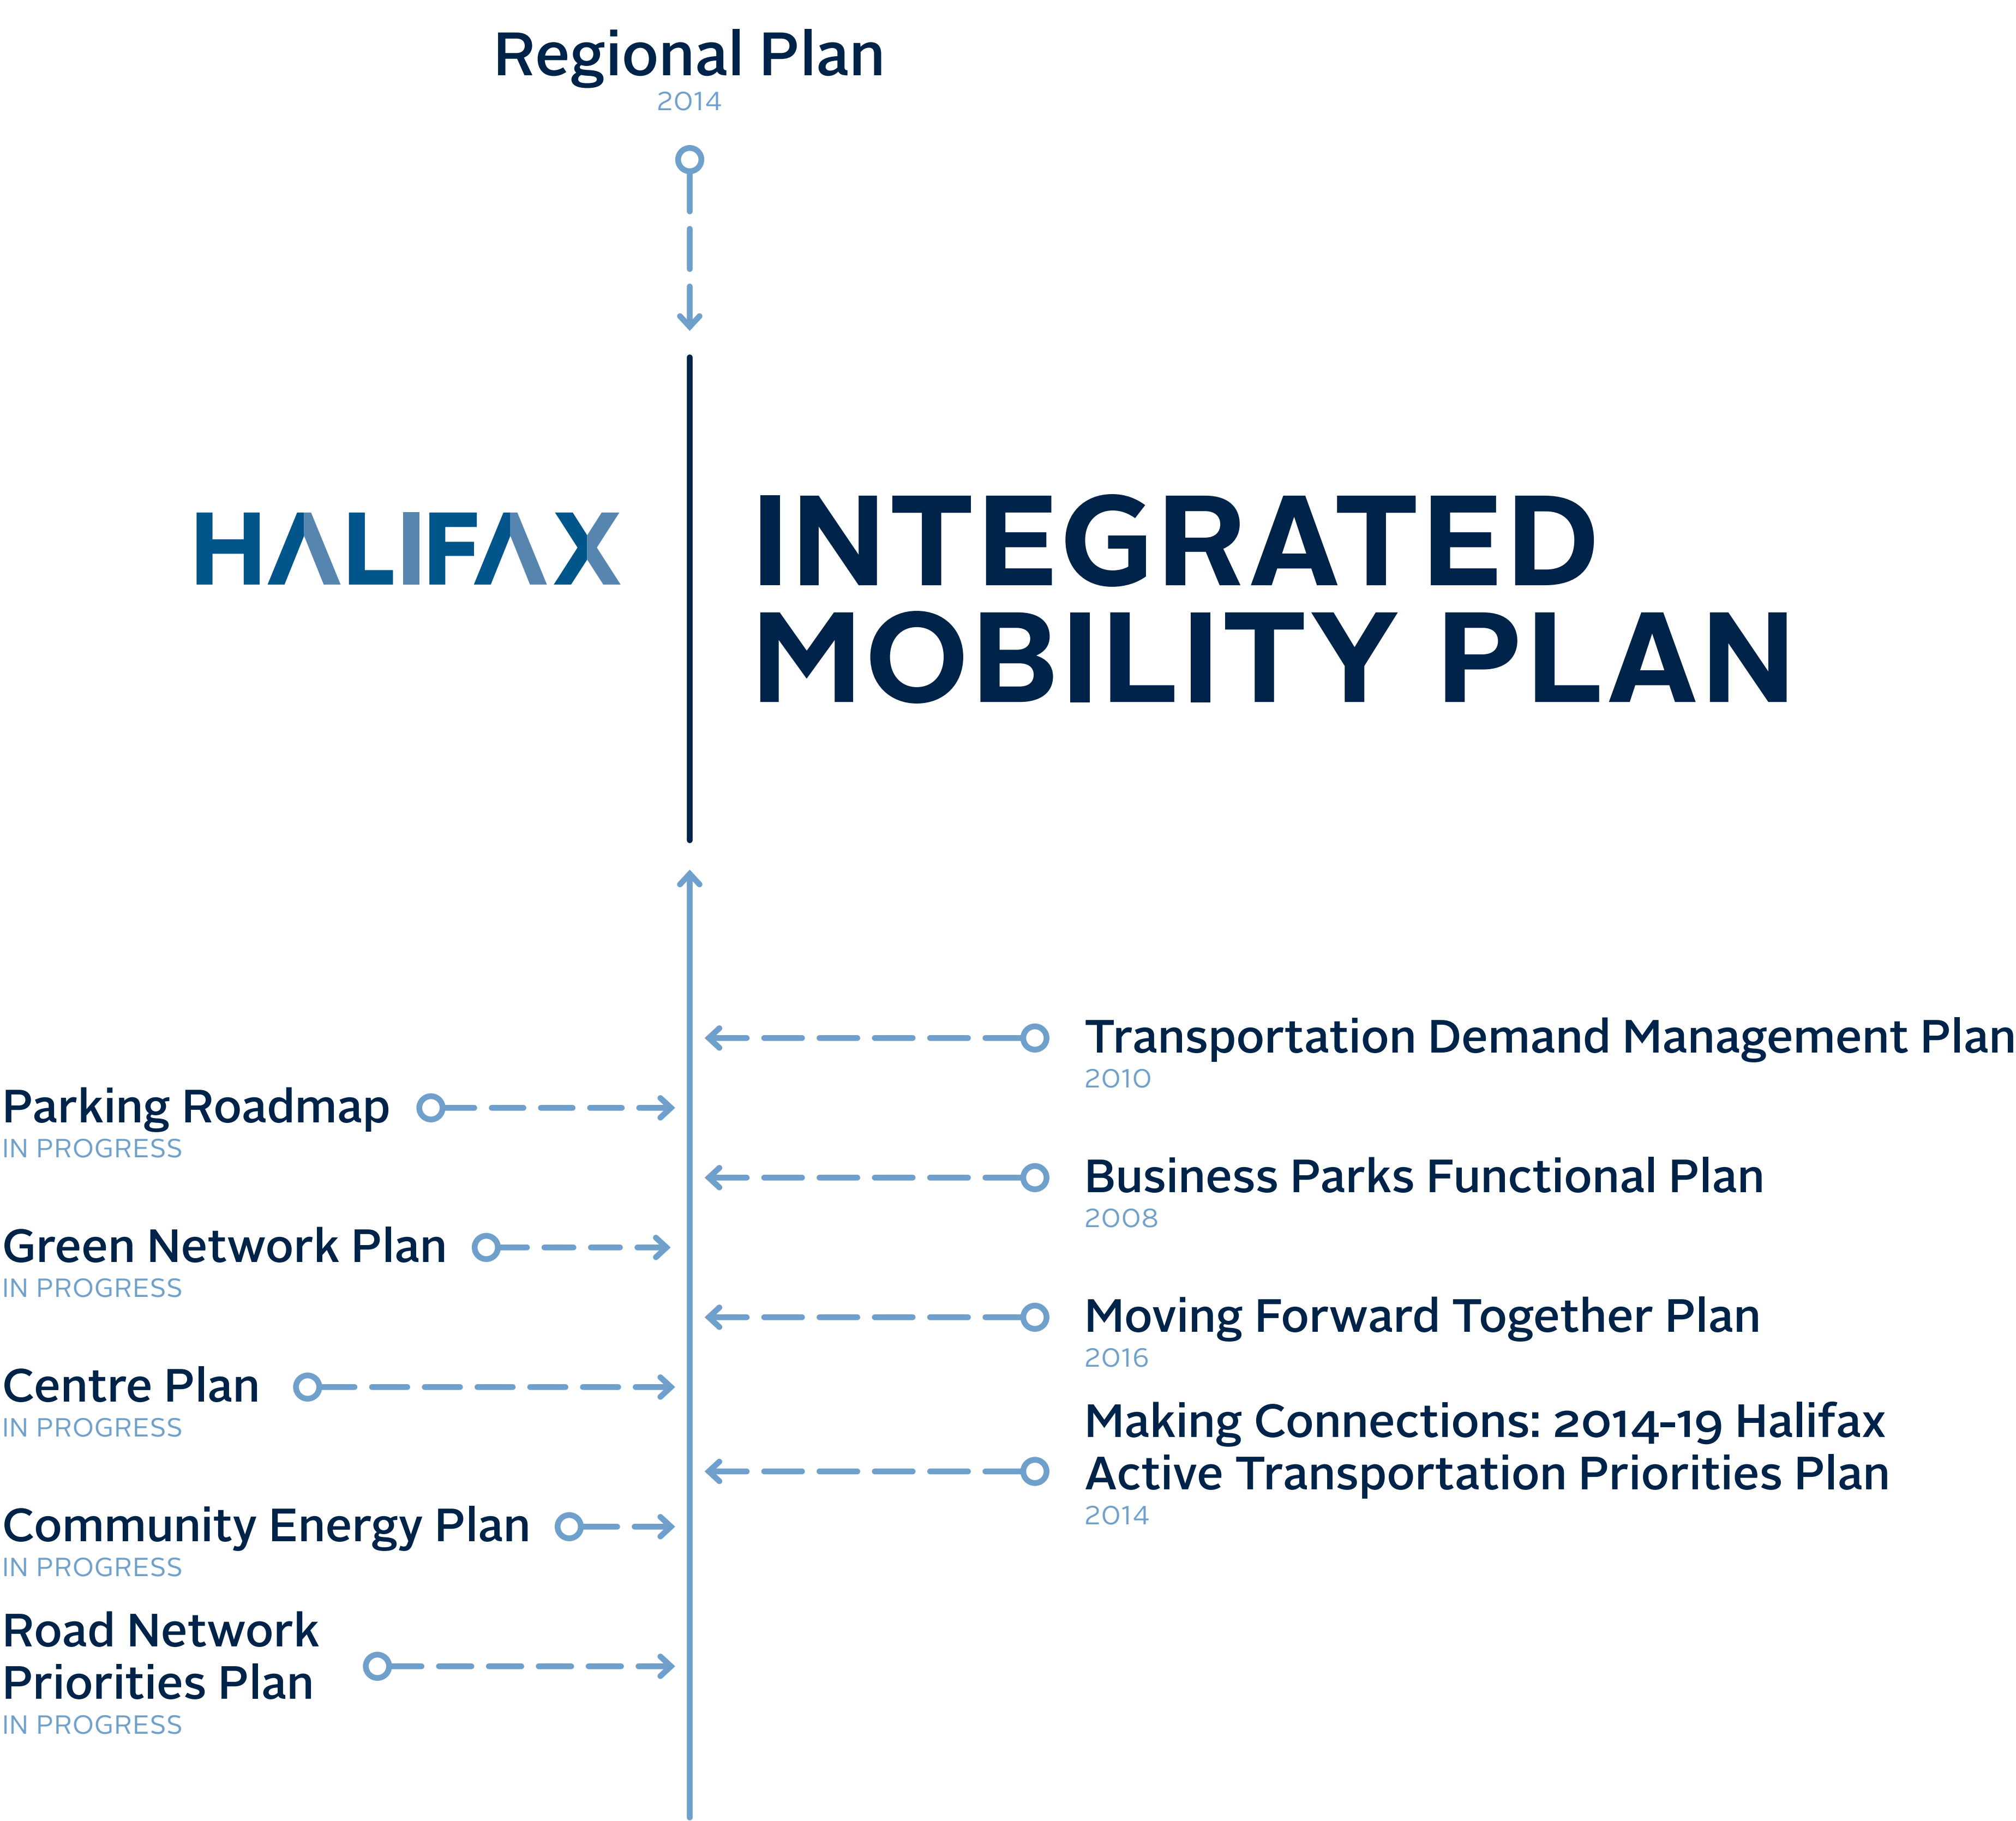 Regional Plan
2014
HALIFAX
INTEGRATED
MOBILITY PLAN
Parking Roadmap
IN PROGRESS
Green Network Plan
IN PROGRESS
Centre Plan
IN PROGRESS
Community Energy Plan
IN PROGRESS
Road Network
Priorities Plan
IN PROGRESS
Transportation Demand Management Plan
2010
Business Parks Functional Plan
2008
Moving Forward Together Plan
2016
Making Connections: 2014-19 Halifax
Active Transportation Priorities Plan
2014